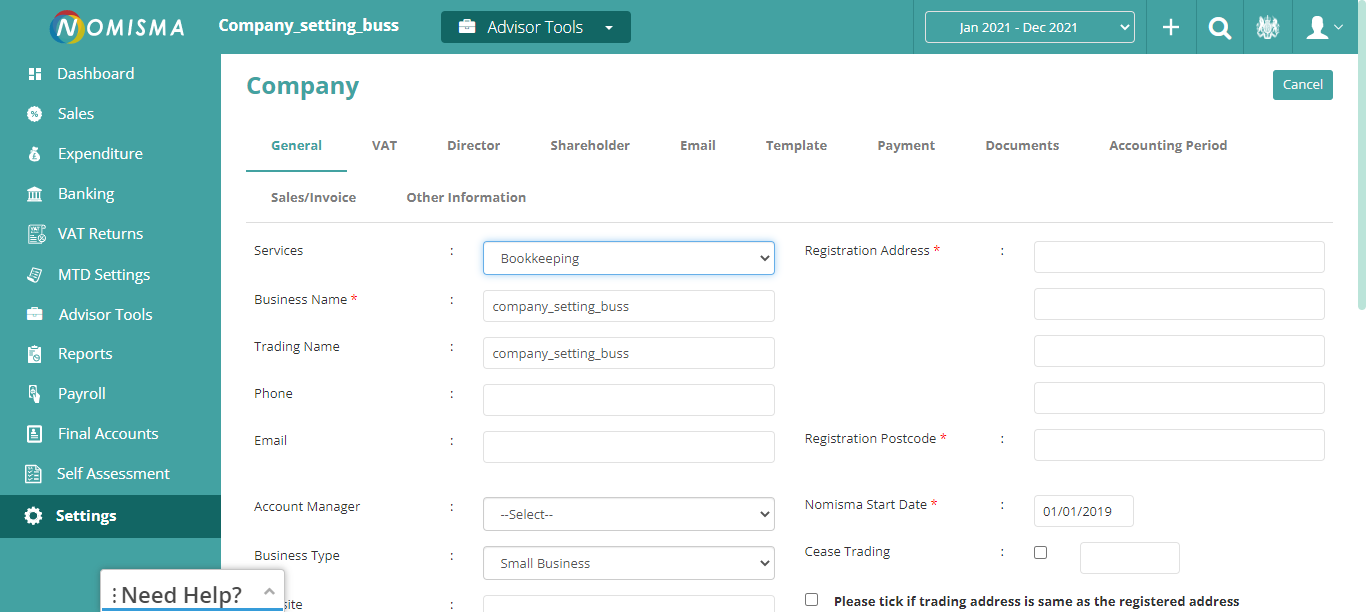 NOMISMA
Company_setting_buss
Advisor Tools
Jan 2021 - Dec 2021
Dashboard
Sales
Expenditure
Banking
VAT Returns
MTD Settings
Advisor Tools
Reports
Payroll
Final Accounts
Self Assessment
Settings
Company
Cancel
General VAT Director Shareholder Email Template Payment Documents Accounting Period
Sales/Invoice Other Information
Services : Bookkeeping
Business Name * : company_setting_buss
Trading Name : company_setting_buss
Phone :
Email :
Account Manager : --Select--
Business Type : Small Business
site :
Registration Address * :
Registration Postcode * :
Nomisma Start Date * : 01/01/2019
Cease Trading :
Please tick if trading address is same as the registered address
Need Help?